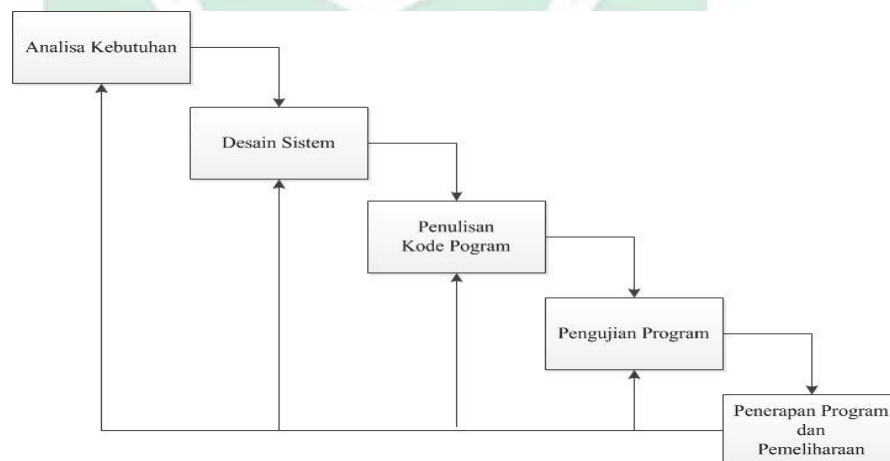 Analisa Kebutuhan
Desain Sistem
Penulisan
Kode Pogram
Pengujian Program
Penerapan Program
dan
Pemeliharaan